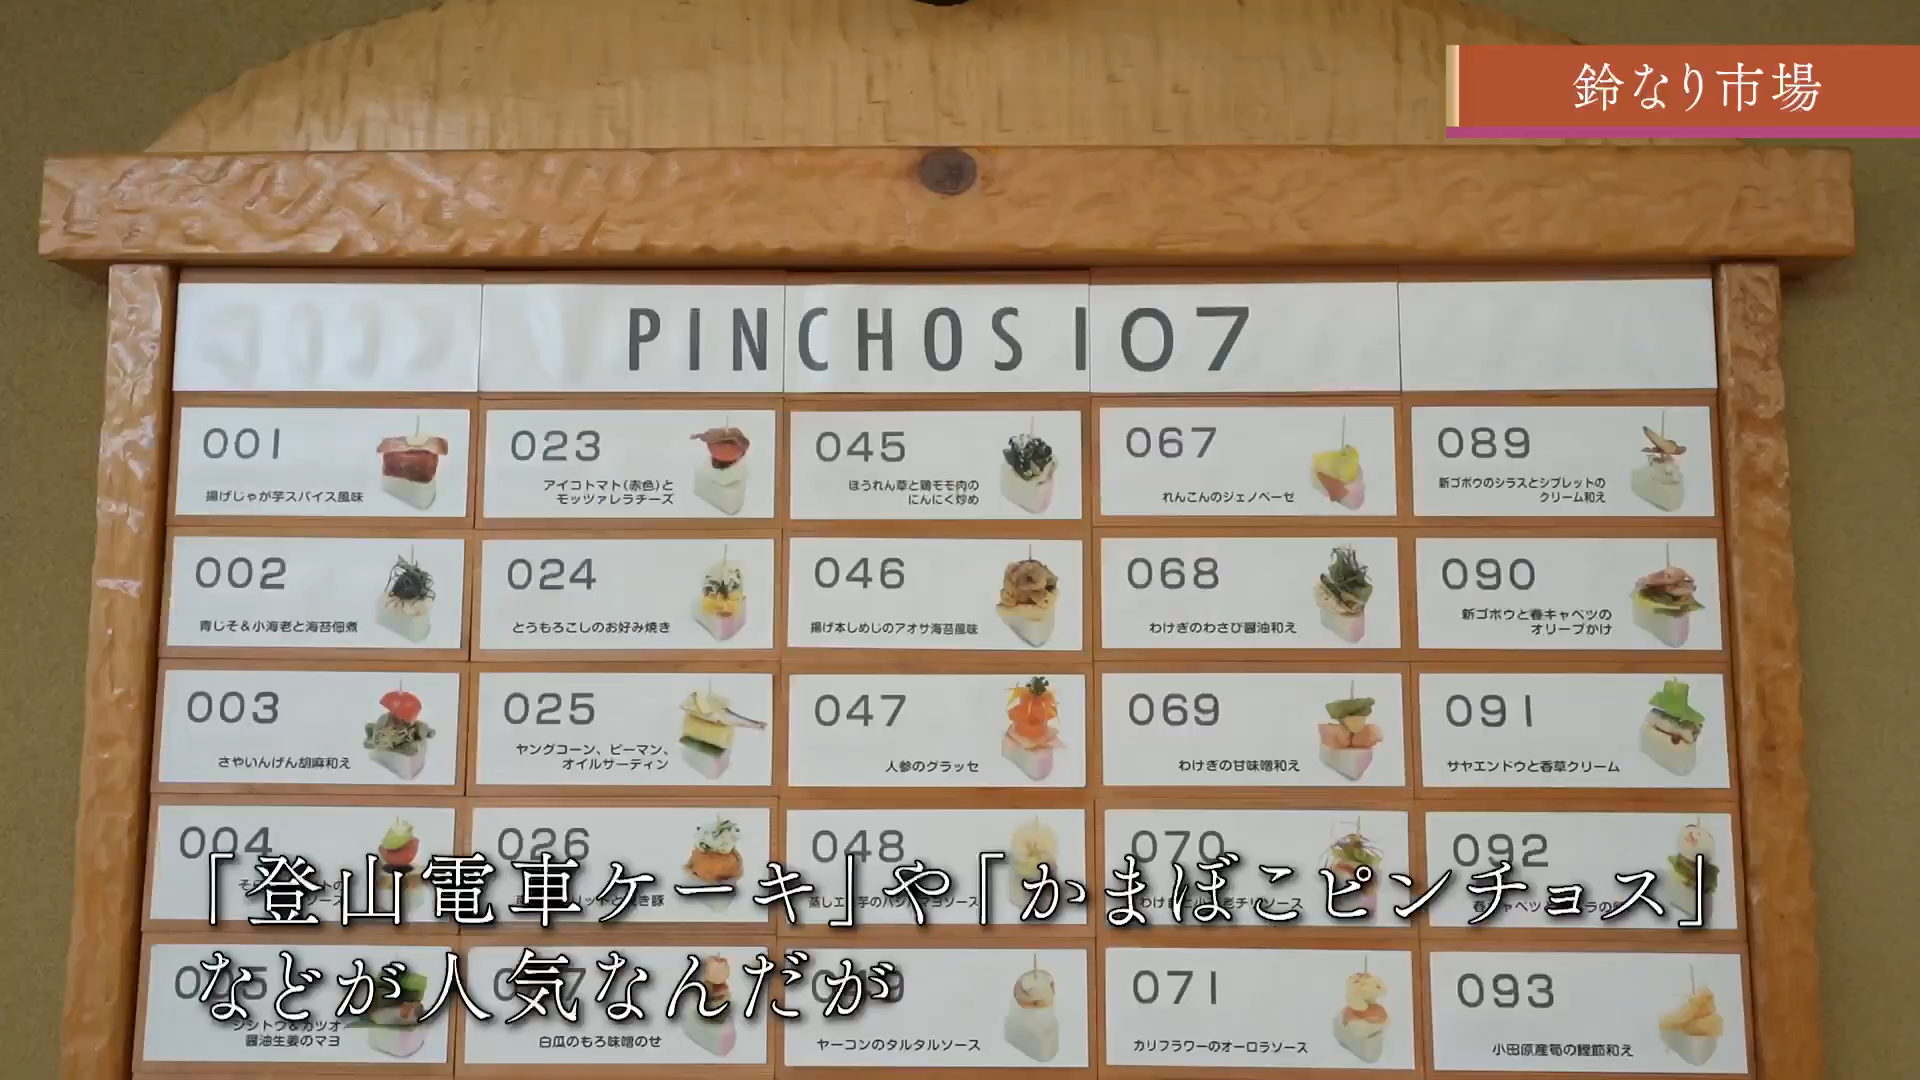 鈴なり市場
PINCHOS 107
001
揚げじゃが芋スパイス風味
023
アイコトマト(赤色)と
モッツァレラチーズ
045
ほうれん草と鶏モモ肉の
にんにく炒め
067
れんこんのジェノベーゼ
089
新ゴボウのシラスとシブレットの
クリーム和え
002
青じそ&小海老と海苔佃煮
024
とうもろこしのお好み焼き
046
揚げ本しめじのアオサ海苔風味
068
わけぎのわさび醤油和え
090
新ゴボウと春キャベツの
オリーブかけ
003
さやいんげん胡麻和え
025
ヤングコーン、ピーマン、
オイルサーディン
047
人参のグラッセ
069
わけぎの甘味噌和え
091
サヤエンドウと香草クリーム
004
026
048
070
092
「登山電車ケーキ」や「かまぼこピンチョス」
などが人気なんだが
005
シシトウ&カツオ
醤油生姜のマヨ
白瓜のもろ味噌のせ
ヤーコンのタルタルソース
071
カリフラワーのオーロラソース
093
小田原産筍の鰹節和え